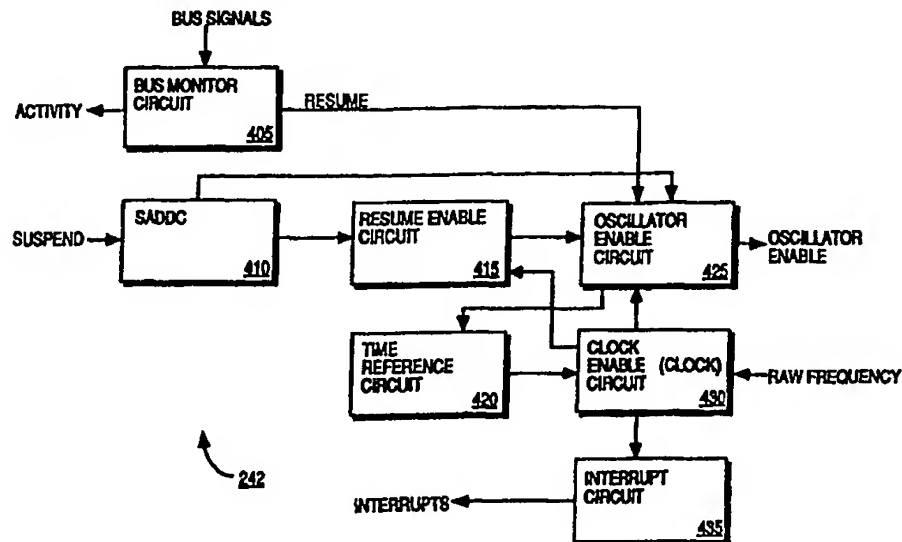 BUS SIGNALS
BUS MONITOR
CIRCUIT
405
ACTIVITY
RESUME
SADDC
410
SUSPEND
RESUME ENABLE
CIRCUIT
415
OSCILLATOR
ENABLE
CIRCUIT
425
OSCILLATOR
ENABLE
TIME
REFERENCE
CIRCUIT
420
CLOCK
ENABLE (CLOCK)
CIRCUIT
430
RAW FREQUENCY
242
INTERRUPT
CIRCUIT
435
INTERRUPTS